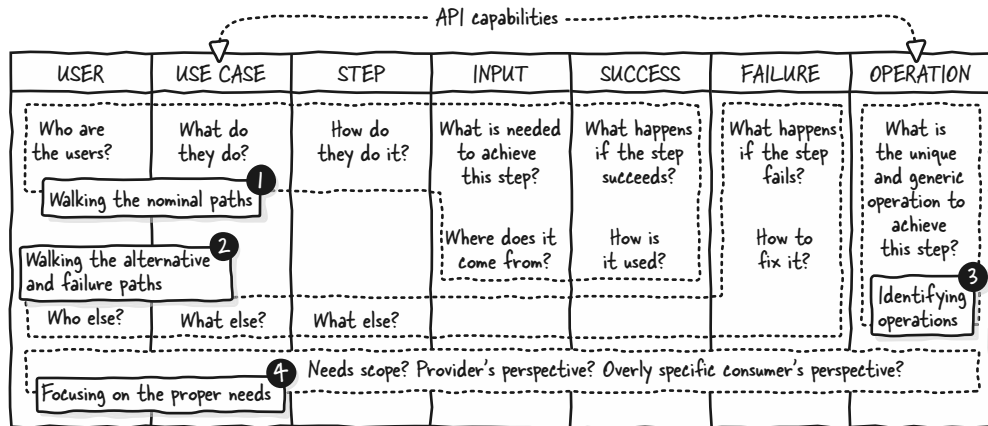 API capabilities
USER
USE CASE
STEP
INPUT
SUCCESS
FAILURE
OPERATION
Who are
the users?
What do
they do?
How do
they do it?
What is needed
to achieve
this step?
What happens
if the step
succeeds?
What happens
if the step
fails?
What is
the unique
and generic
operation to
achieve
this step?
1
Walking the nominal paths
Where does it
come from?
How is
it used?
How to
fix it?
2
Walking the alternative
and failure paths
3
Identifying
operations
Who else?
What else?
What else?
4
Focusing on the proper needs
Needs scope? Provider's perspective? Overly specific consumer's perspective?